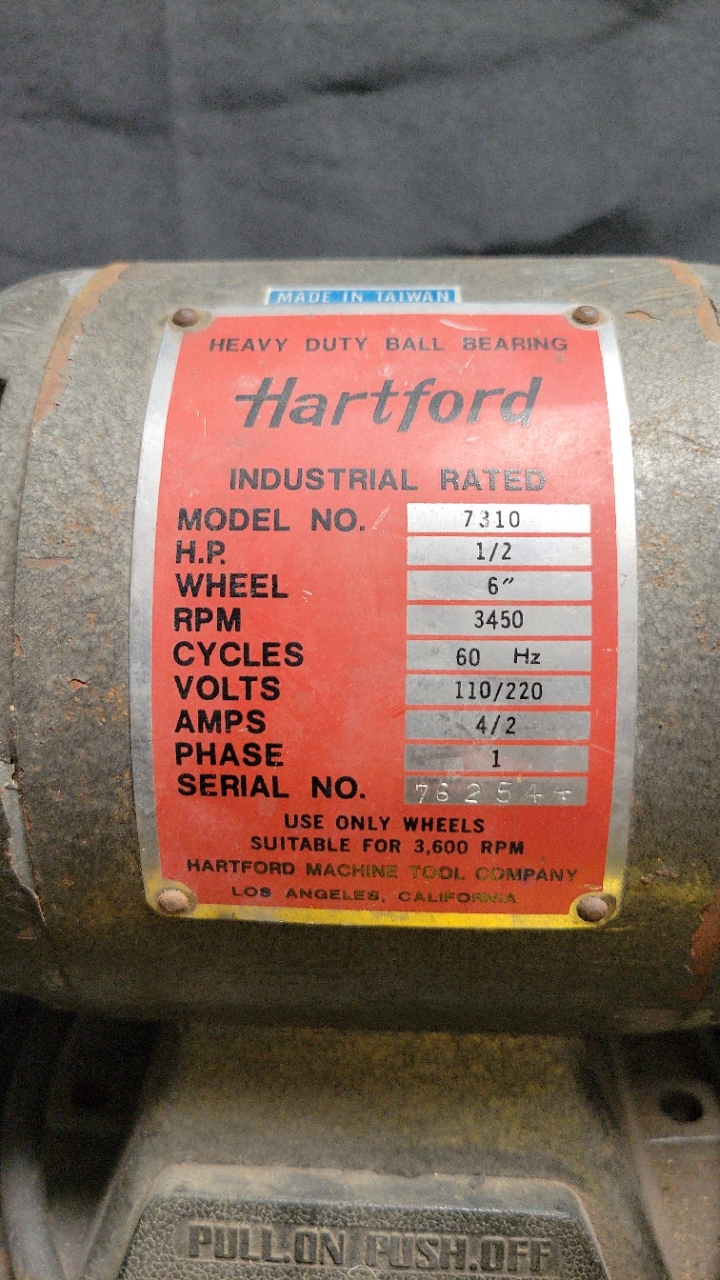 MADE IN TAIWAN
HEAVY DUTY BALL BEARING
Hartford
INDUSTRIAL RATED
MODEL NO. 7310
H.P. 1/2
WHEEL 6"
RPM 3450
CYCLES 60 Hz
VOLTS 110/220
AMPS 4/2
PHASE 1
SERIAL NO. 762544
USE ONLY WHEELS
SUITABLE FOR 3,600 RPM
HARTFORD MACHINE TOOL COMPANY
LOS ANGELES, CALIFORNIA
PULL.ON PUSH.OFF